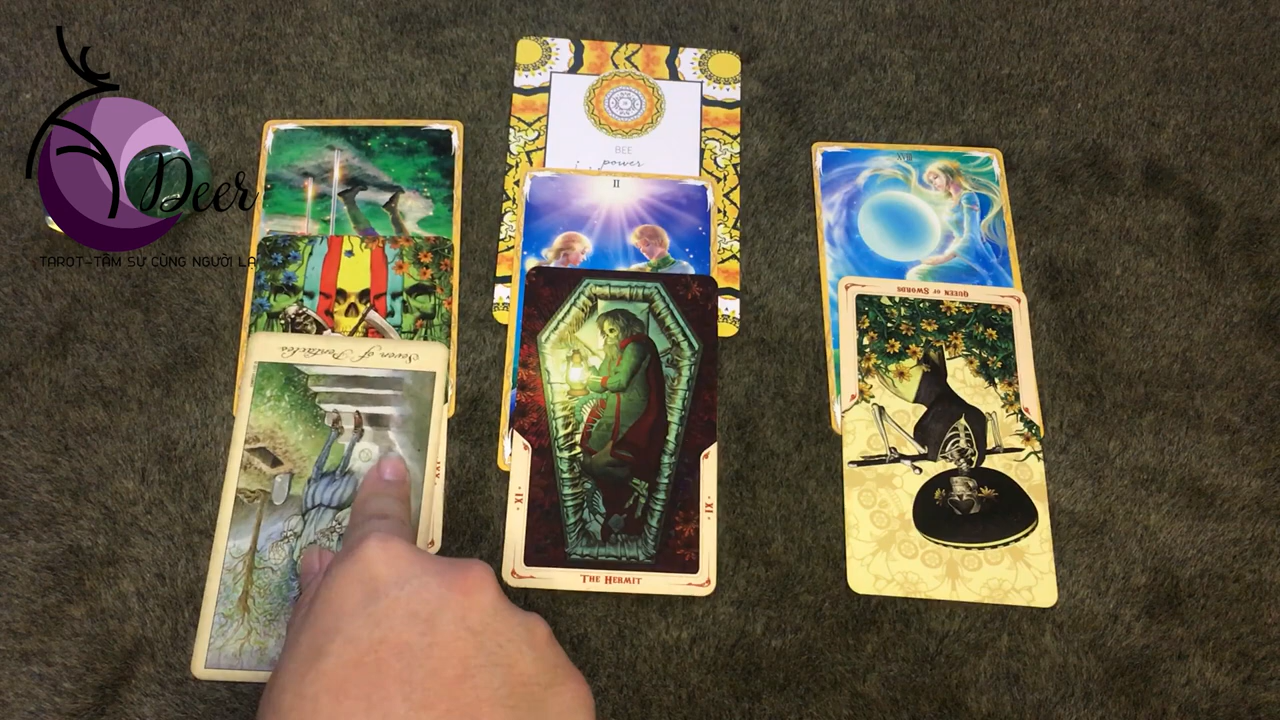 Deer
TAROT-TÂM SỰ CÙNG NGƯỜI LẠ
BEE
power
II
XVIII
QUEEN OF SWORDS
Seven of Pentacles
· IX ·
· IX ·
THE HERMIT